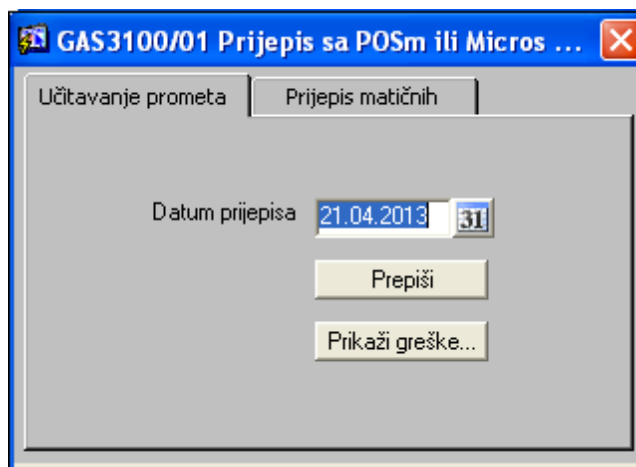 GAS3100/01 Prijepis sa POSm ili Micros ...
Učitavanje prometa Prijepis matičnih
Datum prijepisa 21.04.2013 31
Prepiši
Prikaži greške...